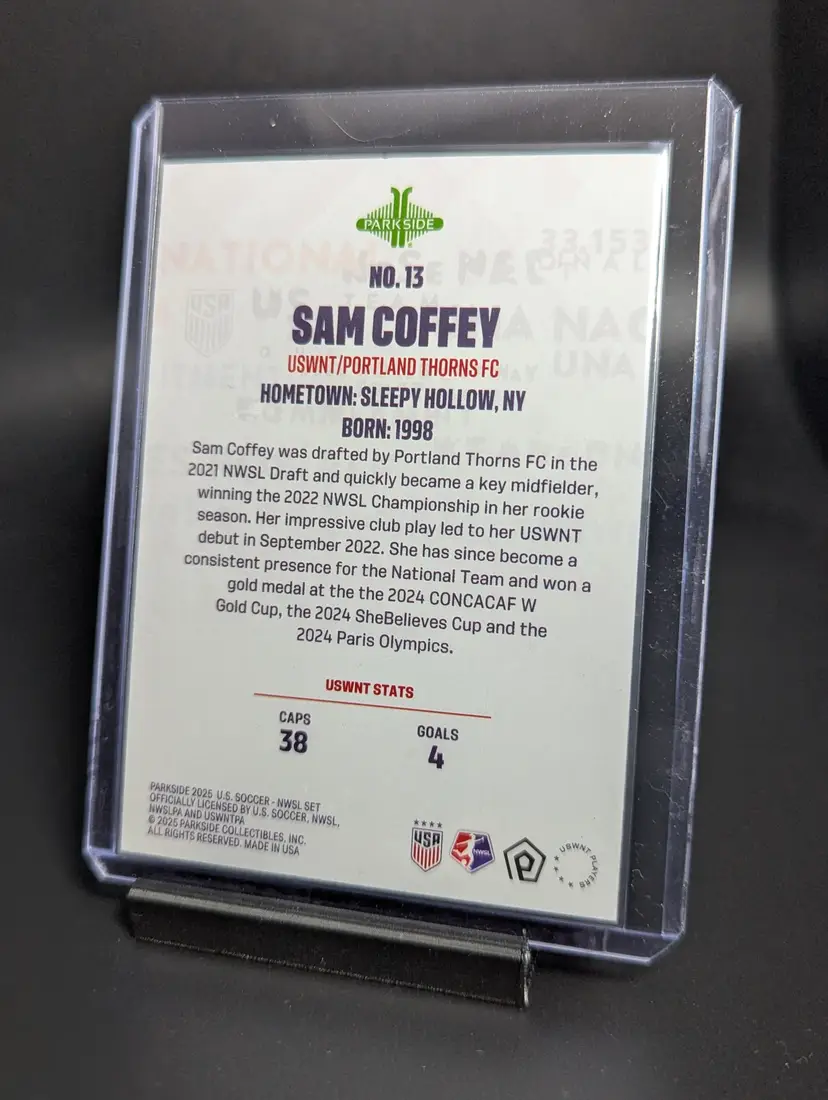 PARKSIDE
NO. 13
SAM COFFEY
USWNT/PORTLAND THORNS FC
HOMETOWN: SLEEPY HOLLOW, NY
BORN: 1998
Sam Coffey was drafted by Portland Thorns FC in the
2021 NWSL Draft and quickly became a key midfielder,
winning the 2022 NWSL Championship in her rookie
season. Her impressive club play led to her USWNT
debut in September 2022. She has since become a
consistent presence for the National Team and won a
gold medal at the the 2024 CONCACAF W
Gold Cup, the 2024 SheBelieves Cup and the
2024 Paris Olympics.
USWNT STATS
CAPS
38
GOALS
4
PARKSIDE 2025 U.S. SOCCER - NWSL SET
OFFICIALLY LICENSED BY U.S. SOCCER, NWSL,
NWSLPA AND USWNTPA
© 2025 PARKSIDE COLLECTIBLES, INC.
ALL RIGHTS RESERVED. MADE IN USA
USA
NWSL
USWNT PLAYERS